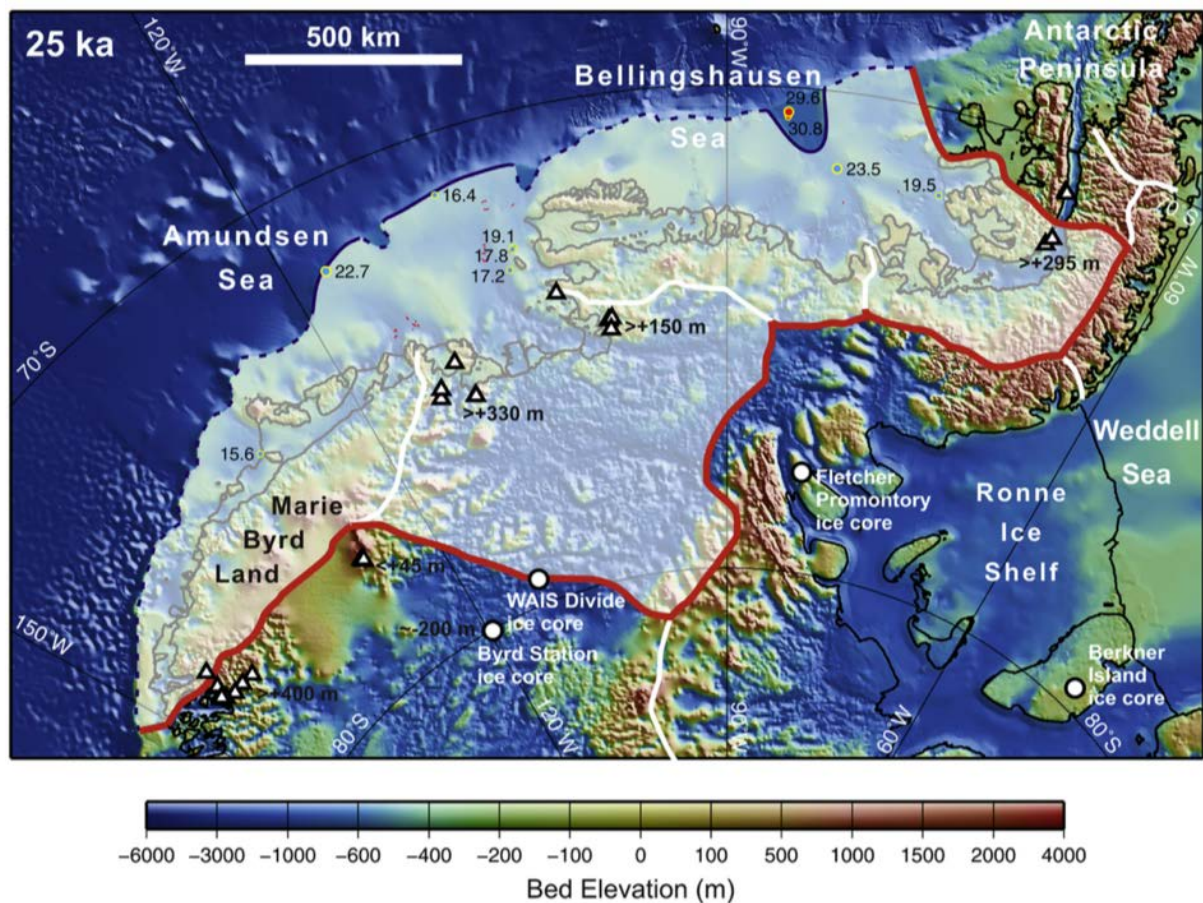 25 ka
120°W
500 km
90°W
Antarctic
Peninsula
Bellingshausen
Sea
29.6
30.8
23.5
19.5
16.4
Amundsen
Sea
19.1
17.8
17.2
22.7
>+295 m
60°W
70°S
>+150 m
>+330 m
Weddell
Sea
15.6
Fletcher
Promontory
ice core
Ronne
Ice
Shelf
Marie
Byrd
Land
<+45 m
WAIS Divide
ice core
150°W
~-200 m
Byrd Station
ice core
Berkner
Island
ice core
>+400 m
80°S
120°W
90°W
60°W
80°S
−6000 −3000 −1000 −600 −400 −200 −100 0 100 500 1000 1500 2000 4000
Bed Elevation (m)